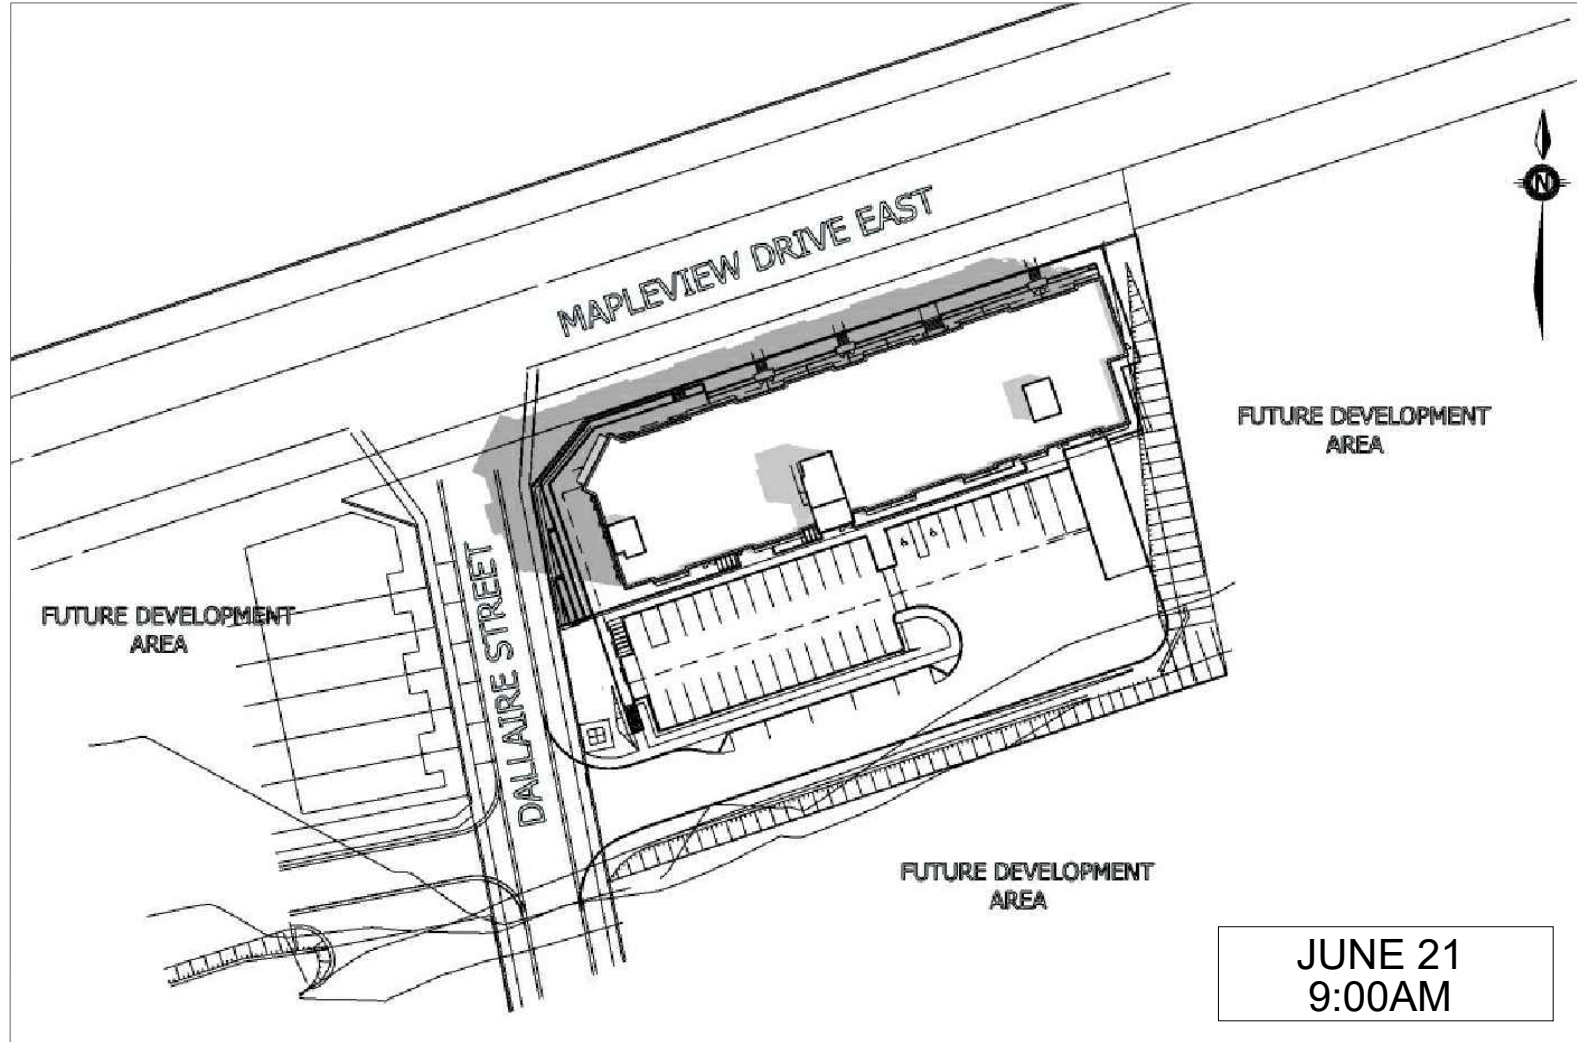 MAPLEVIEW DRIVE EAST
N
FUTURE DEVELOPMENT
AREA
FUTURE DEVELOPMENT
AREA
DALLAIRE STREET
FUTURE DEVELOPMENT
AREA
JUNE 21
9:00AM